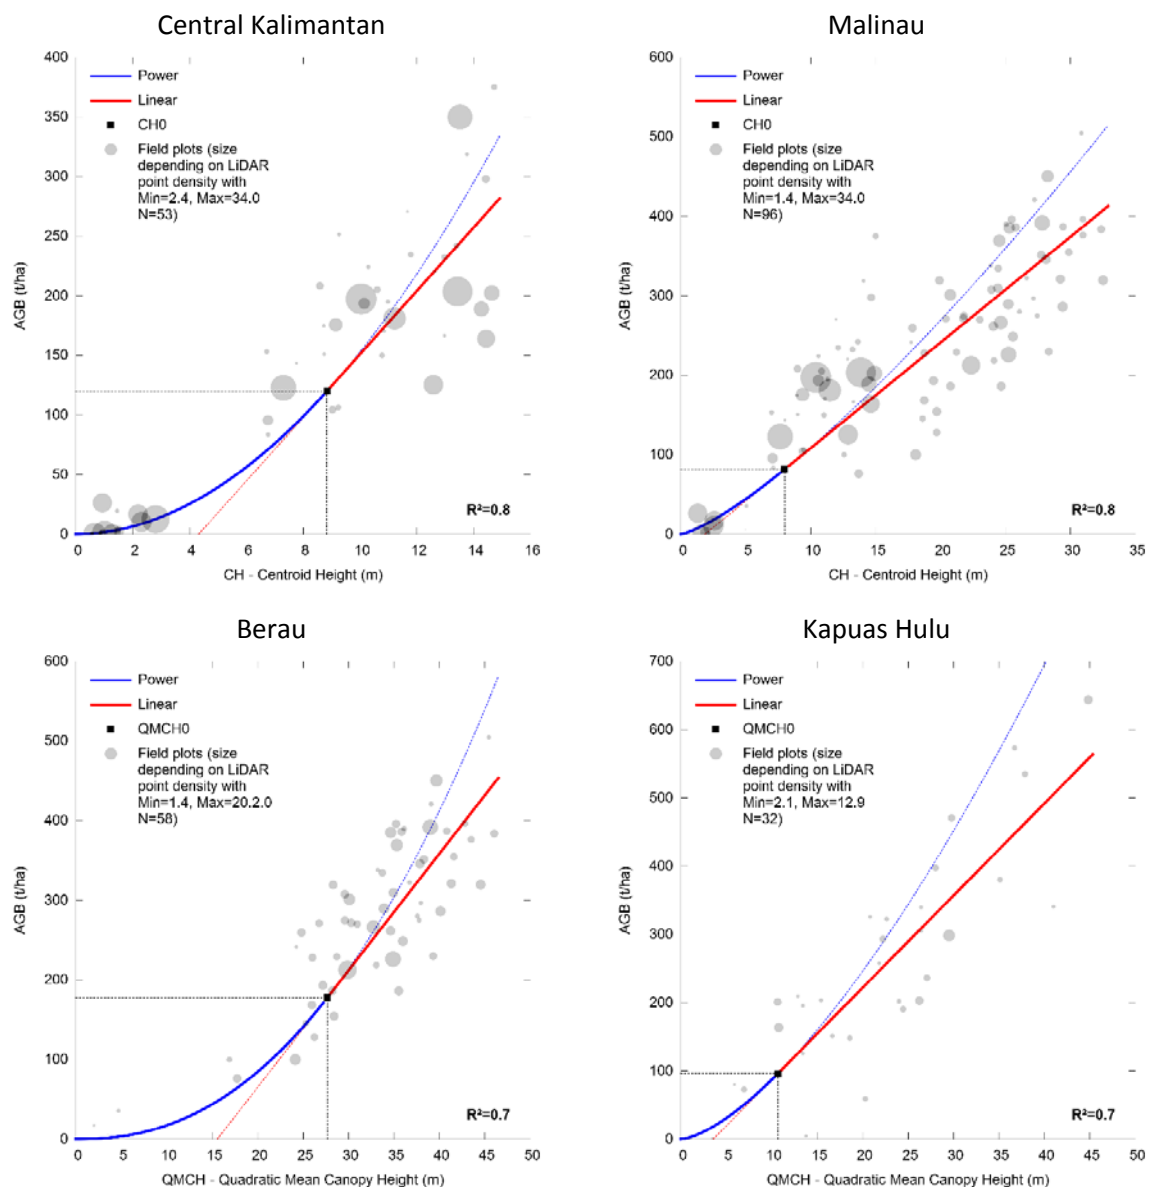 Central Kalimantan
400
350
300
250
200
150
100
50
0
AGB (t/ha)
Power
Linear
CH0
Field plots (size
depending on LiDAR
point density with
Min=2.4, Max=34.0
N=53)
R²=0.8
0 2 4 6 8 10 12 14 16
CH - Centroid Height (m)
Malinau
600
500
400
300
200
100
0
AGB (t/ha)
Power
Linear
CH0
Field plots (size
depending on LiDAR
point density with
Min=1.4, Max=34.0
N=96)
R²=0.8
0 5 10 15 20 25 30 35
CH - Centroid Height (m)
Berau
600
500
400
300
200
100
0
AGB (t/ha)
Power
Linear
QMCH0
Field plots (size
depending on LiDAR
point density with
Min=1.4, Max=20.2.0
N=58)
R²=0.7
0 5 10 15 20 25 30 35 40 45 50
QMCH - Quadratic Mean Canopy Height (m)
Kapuas Hulu
700
600
500
400
300
200
100
0
AGB (t/ha)
Power
Linear
QMCH0
Field plots (size
depending on LiDAR
point density with
Min=2.1, Max=12.9
N=32)
R²=0.7
0 5 10 15 20 25 30 35 40 45 50
QMCH - Quadratic Mean Canopy Height (m)